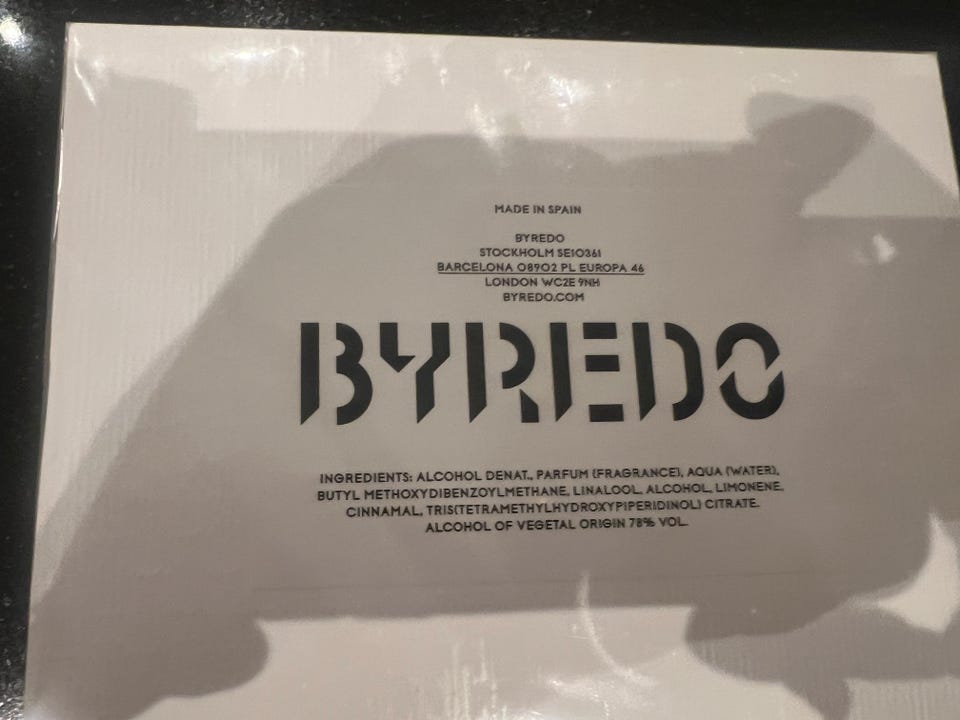 MADE IN SPAIN
BYREDO
STOCKHOLM SE10361
BARCELONA 08902 PL EUROPA 46
LONDON WC2E 9NH
BYREDO.COM
BYREDO
INGREDIENTS: ALCOHOL DENAT., PARFUM (FRAGRANCE), AQUA (WATER),
BUTYL METHOXYDIBENZOYLMETHANE, LINALOOL, ALCOHOL, LIMONENE,
CINNAMAL, TRIS(TETRAMETHYLHYDROXYPIPERIDINOL) CITRATE.
ALCOHOL OF VEGETAL ORIGIN 78% VOL.